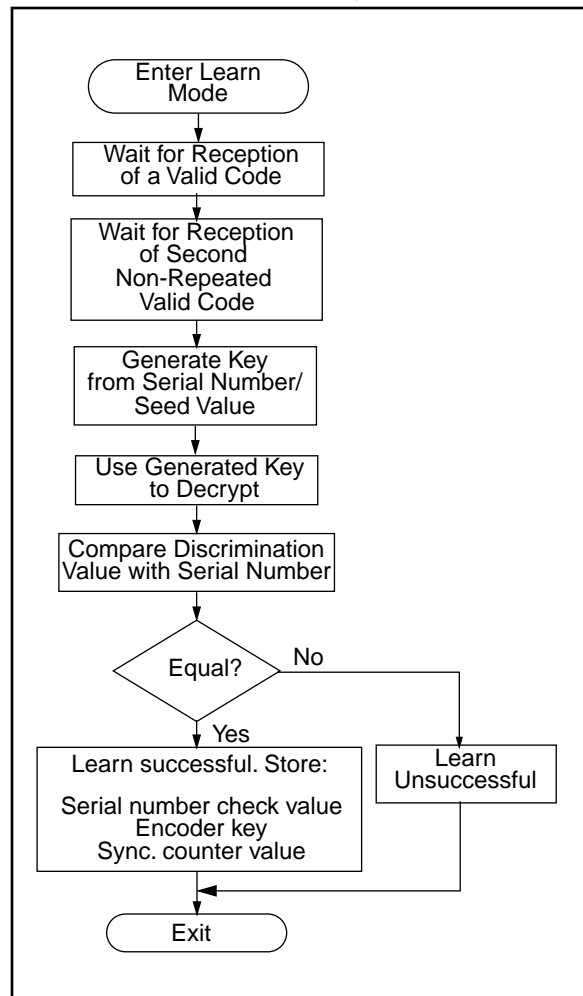 Enter Learn
Mode
Wait for Reception
of a Valid Code
Wait for Reception
of Second
Non-Repeated
Valid Code
Generate Key
from Serial Number/
Seed Value
Use Generated Key
to Decrypt
Compare Discrimination
Value with Serial Number
Equal?
No
Yes
Learn successful. Store:
Serial number check value
Encoder key
Sync. counter value
Learn
Unsuccessful
Exit